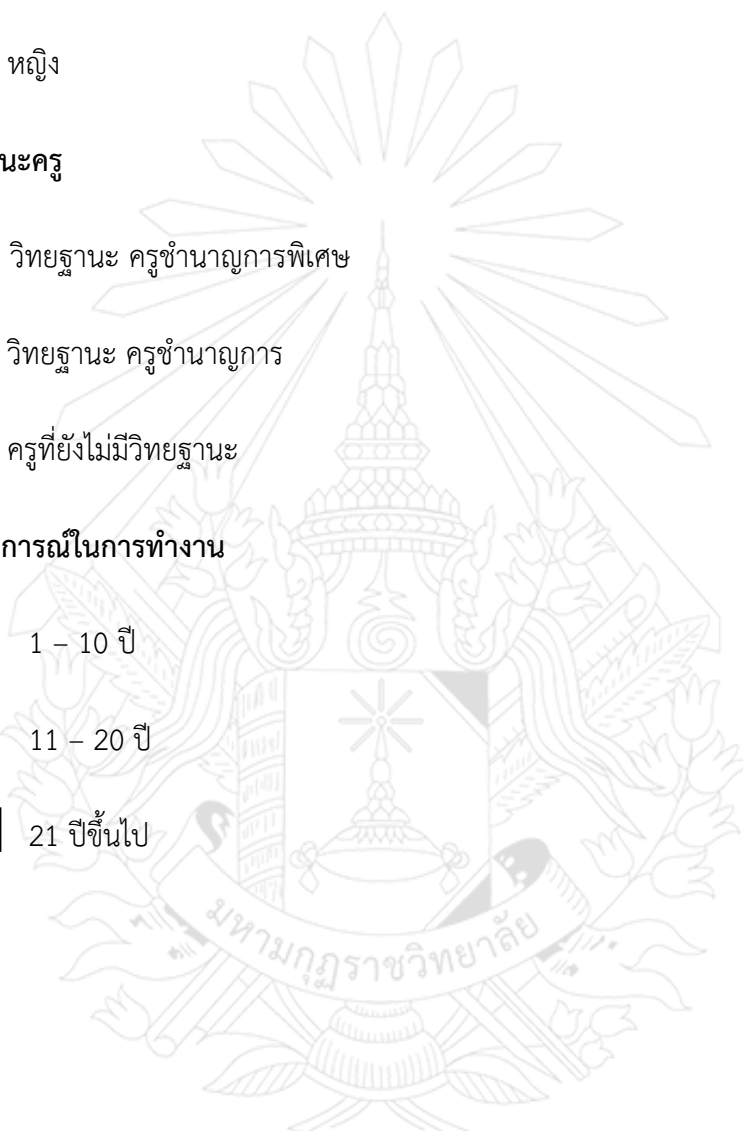 หญิง
นะครู
วิทยฐานะ ครูชำนาญการพิเศษ
วิทยฐานะ ครูชำนาญการ
ครูที่ยังไม่มีวิทยฐานะ
การณ์ในการทำงาน
1 – 10 ปี
11 – 20 ปี
21 ปีขึ้นไป
มหามกุฏราชวิทยาลัย